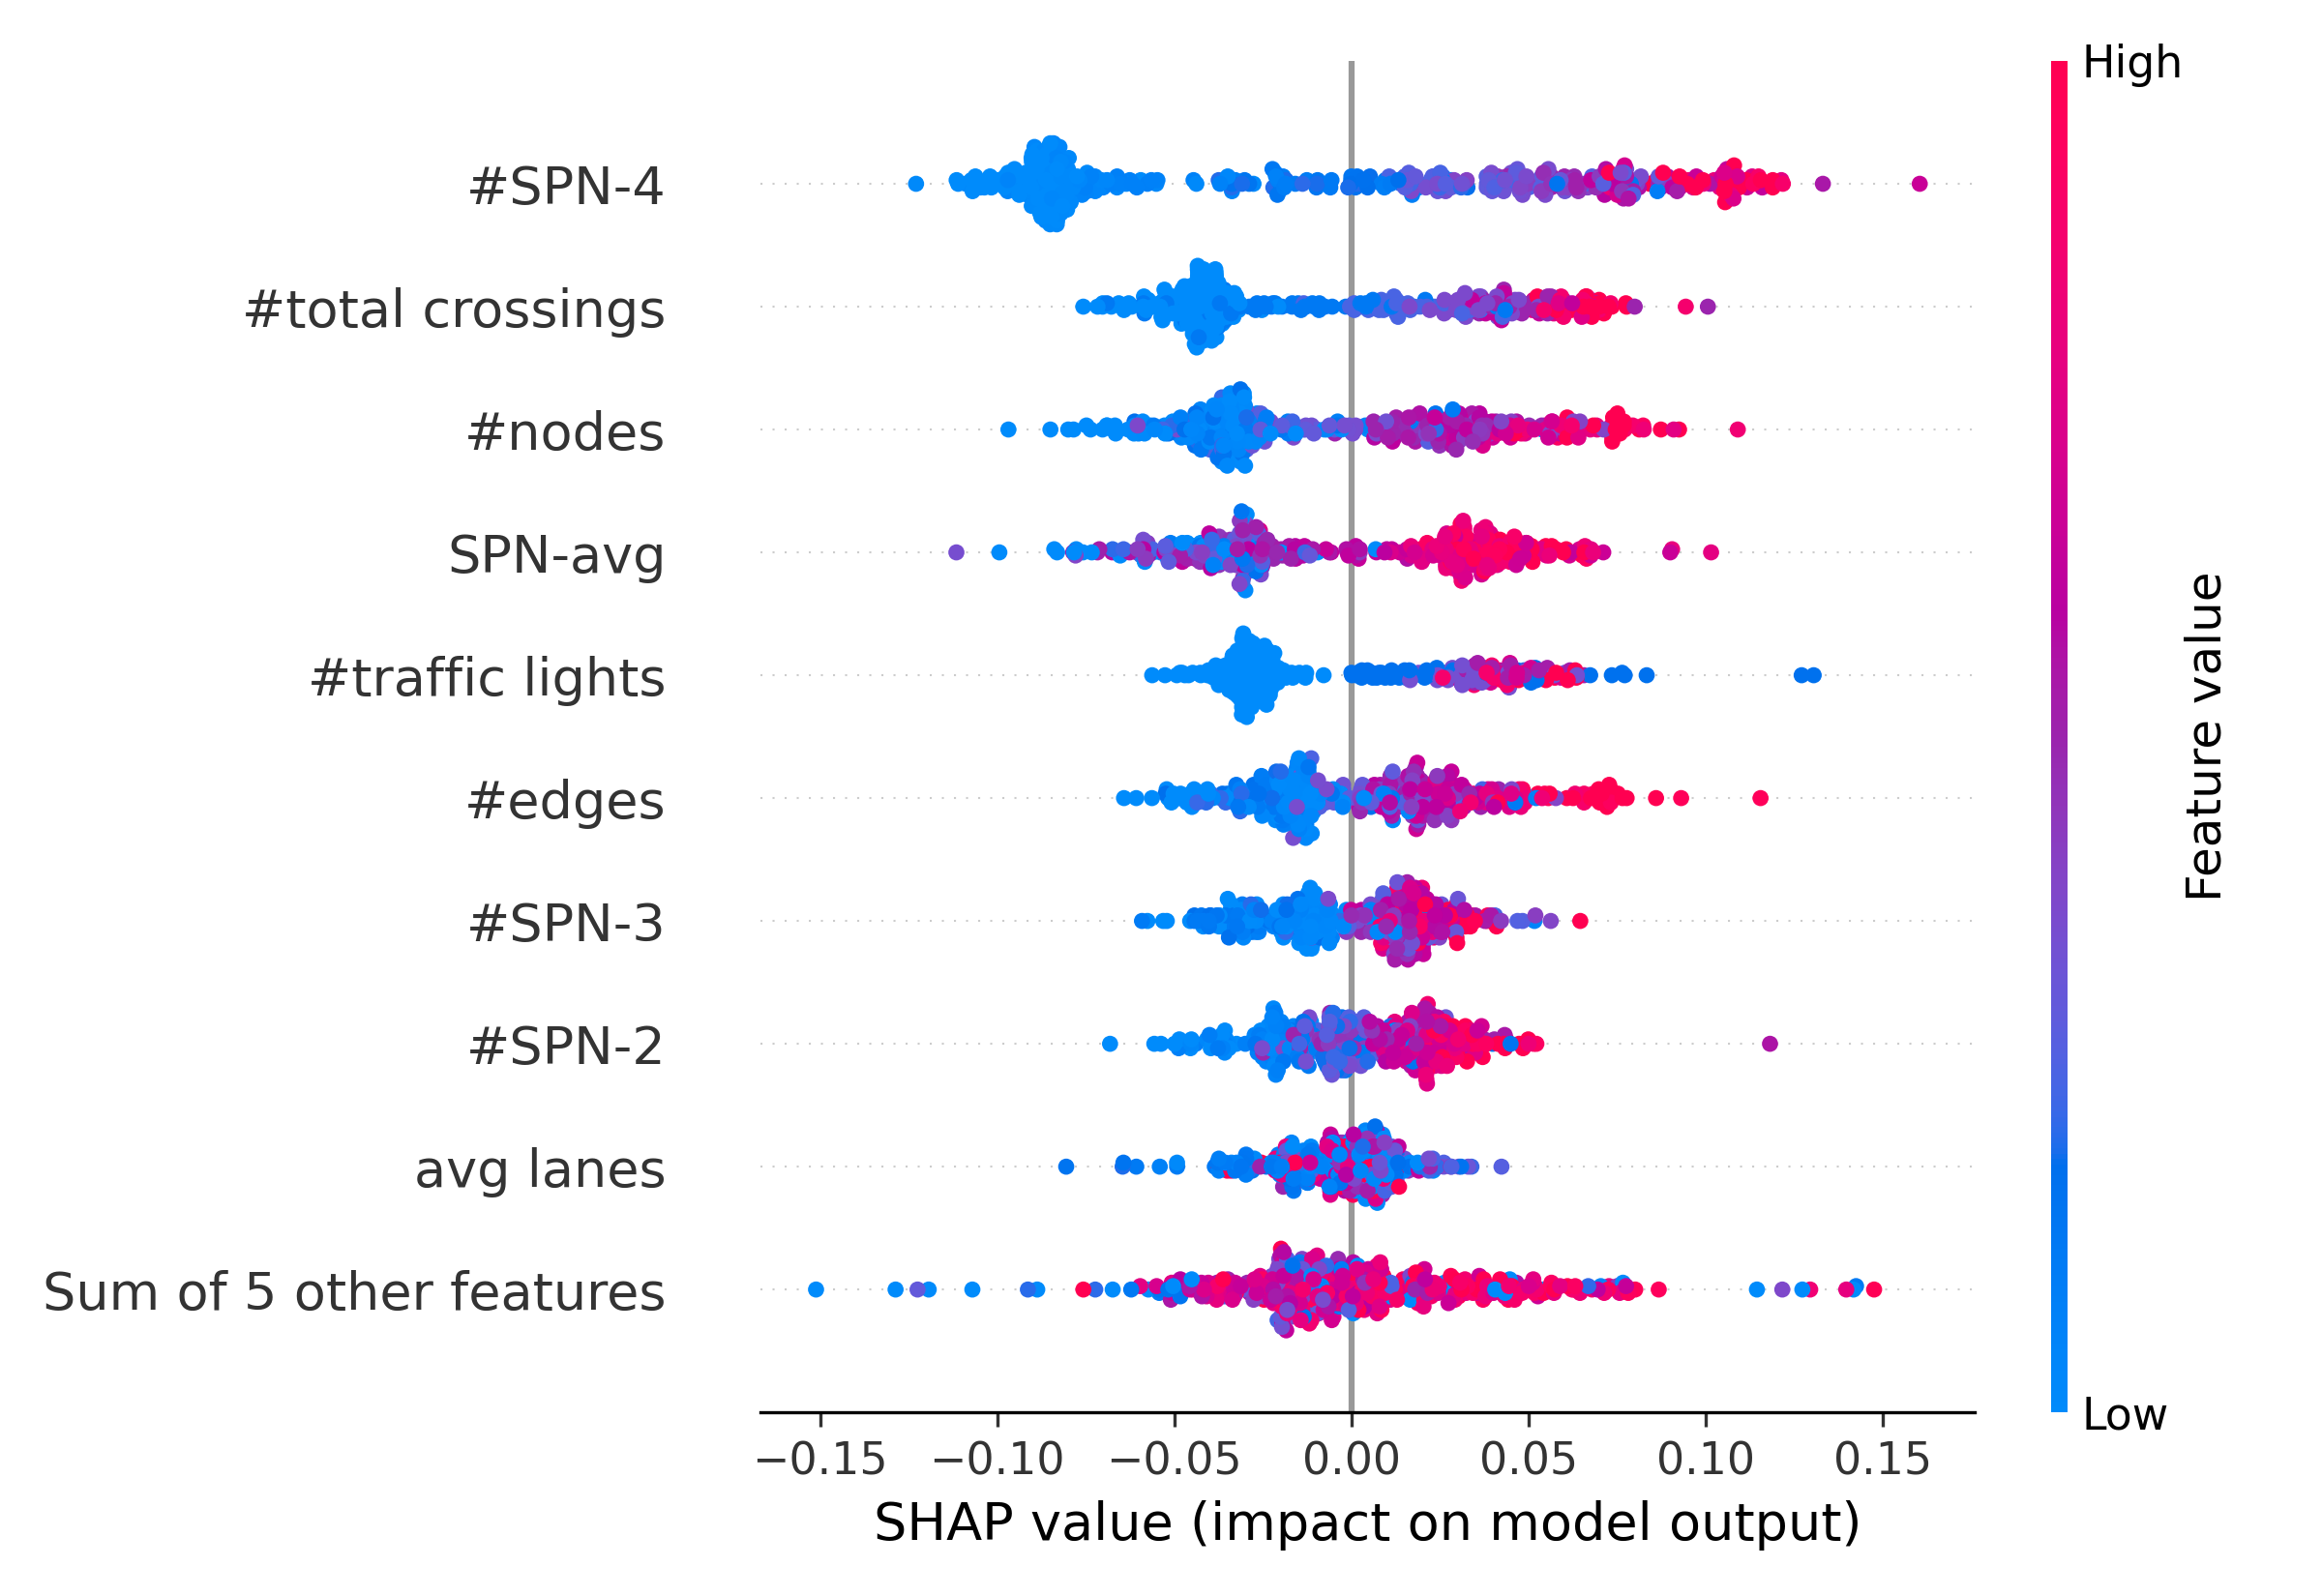 High
#SPN-4
#total crossings
#nodes
SPN-avg
#traffic lights
#edges
#SPN-3
#SPN-2
avg lanes
Sum of 5 other features
Feature value
Low
−0.15 −0.10 −0.05 0.00 0.05 0.10 0.15
SHAP value (impact on model output)